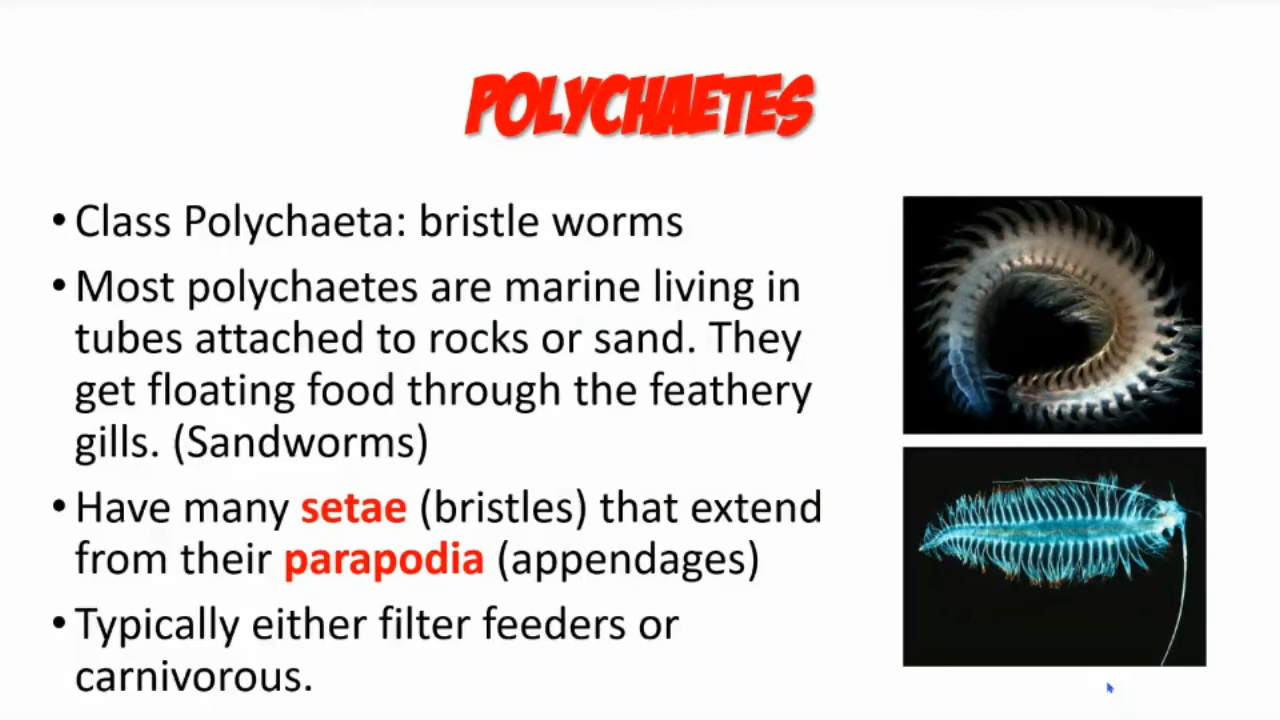 POLYCHAETES
• Class Polychaeta: bristle worms
• Most polychaetes are marine living in
tubes attached to rocks or sand. They
get floating food through the feathery
gills. (Sandworms)
• Have many setae (bristles) that extend
from their parapodia (appendages)
• Typically either filter feeders or
carnivorous.